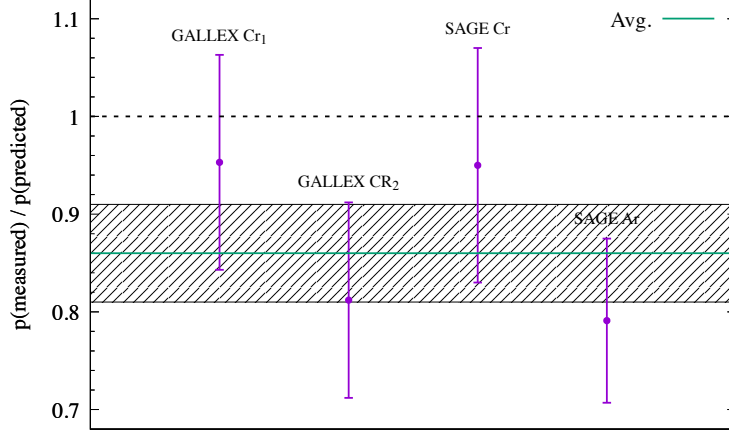 1.1
Avg.
GALLEX Cr₁
SAGE Cr
1
GALLEX CR₂
0.9
SAGE Ar
0.8
0.7
p(measured) / p(predicted)